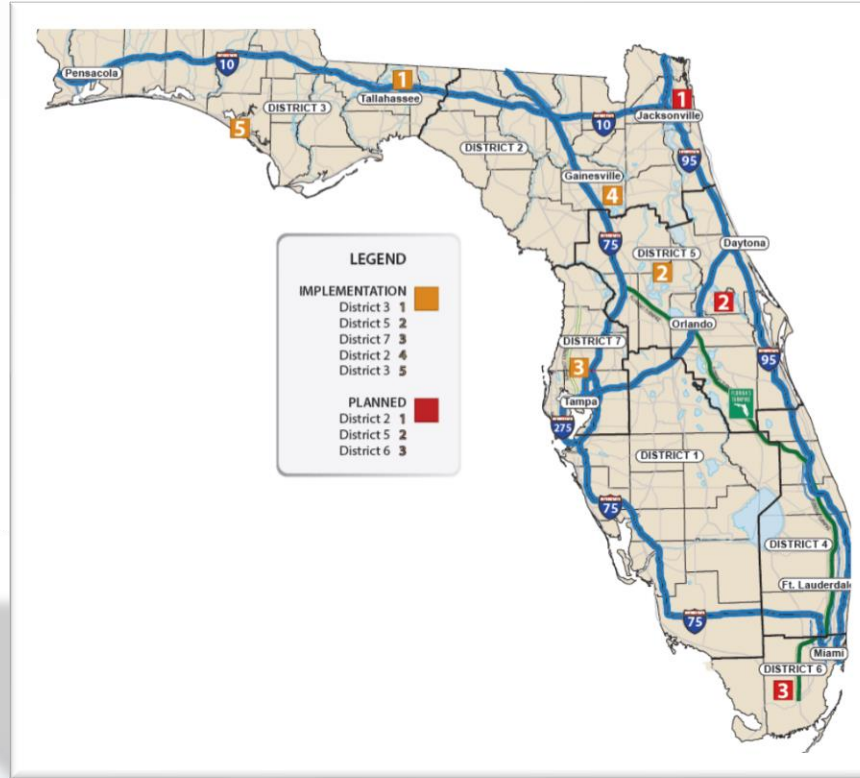 10
1
Pensacola
Tallahassee
DISTRICT 3
5
1
Jacksonville
10
DISTRICT 2
95
Gainesville
4
75
Daytona
DISTRICT 5
2
2
Orlando
DISTRICT 7
95
3
Tampa
275
DISTRICT 1
75
DISTRICT 4
Ft. Lauderdal
75
Miami
DISTRICT 6
3
LEGEND
IMPLEMENTATION
District 3 1
District 5 2
District 7 3
District 2 4
District 3 5
PLANNED
District 2 1
District 5 2
District 6 3